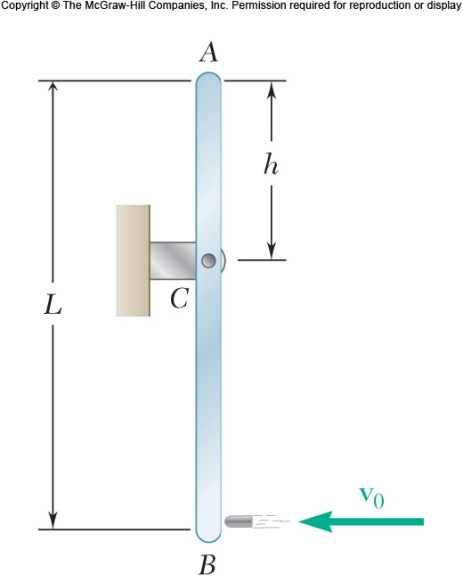 Copyright © The McGraw-Hill Companies, Inc. Permission required for reproduction or display
A
h
L
C
v₀
B